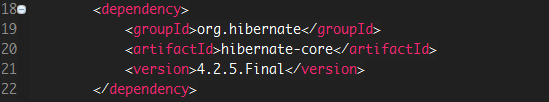 18 <dependency>
19 <groupId>org.hibernate</groupId>
20 <artifactId>hibernate-core</artifactId>
21 <version>4.2.5.Final</version>
22 </dependency>